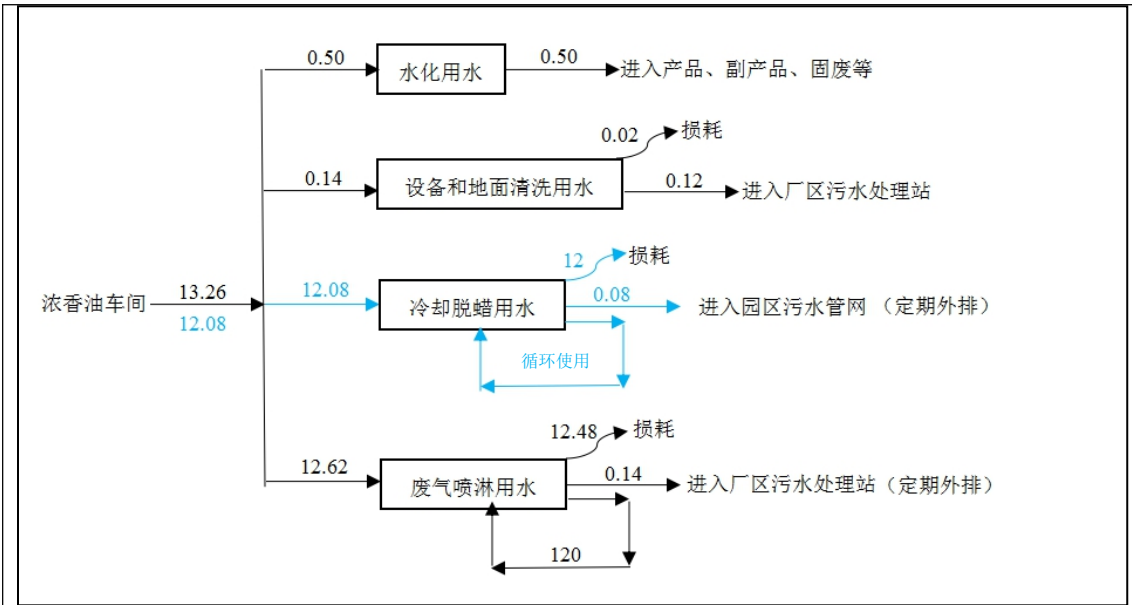 0.50
水化用水
0.50
进入产品、副产品、固废等
0.14
设备和地面清洗用水
0.02
损耗
0.12
进入厂区污水处理站
浓香油车间
13.26
12.08
12.08
冷却脱蜡用水
12
损耗
0.08
进入园区污水管网（定期外排）
循环使用
12.62
废气喷淋用水
12.48
损耗
0.14
进入厂区污水处理站（定期外排）
120